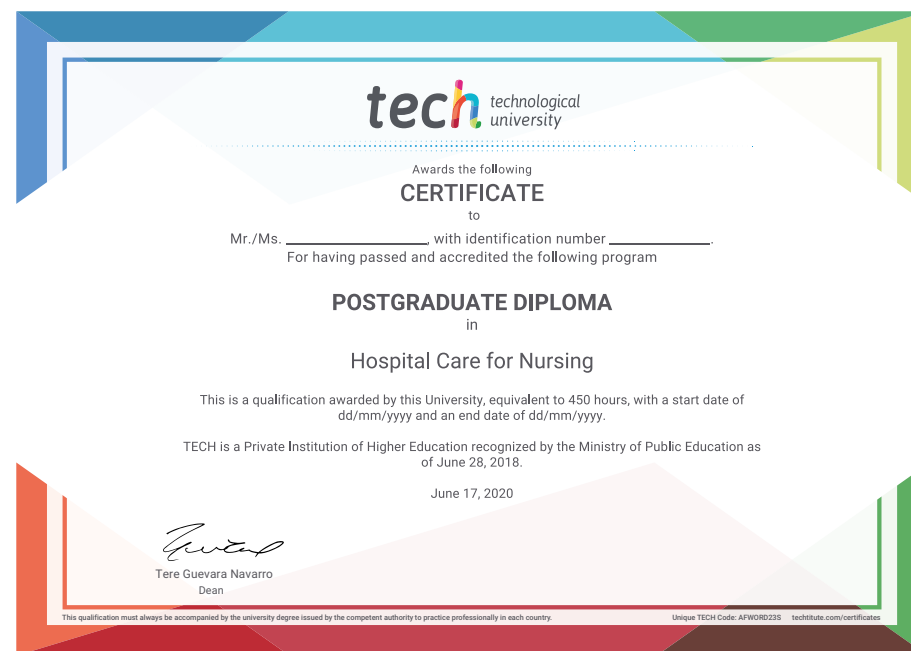 tech technological
university
Awards the following
CERTIFICATE
to
Mr./Ms. ____________________, with identification number ______________.
For having passed and accredited the following program
POSTGRADUATE DIPLOMA
in
Hospital Care for Nursing
This is a qualification awarded by this University, equivalent to 450 hours, with a start date of
dd/mm/yyyy and an end date of dd/mm/yyyy.
TECH is a Private Institution of Higher Education recognized by the Ministry of Public Education as
of June 28, 2018.
June 17, 2020
Tere Guevara Navarro
Dean
This qualification must always be accompanied by the university degree issued by the competent authority to practice professionally in each country. Unique TECH Code: AFWORD23S techtitute.com/certificates